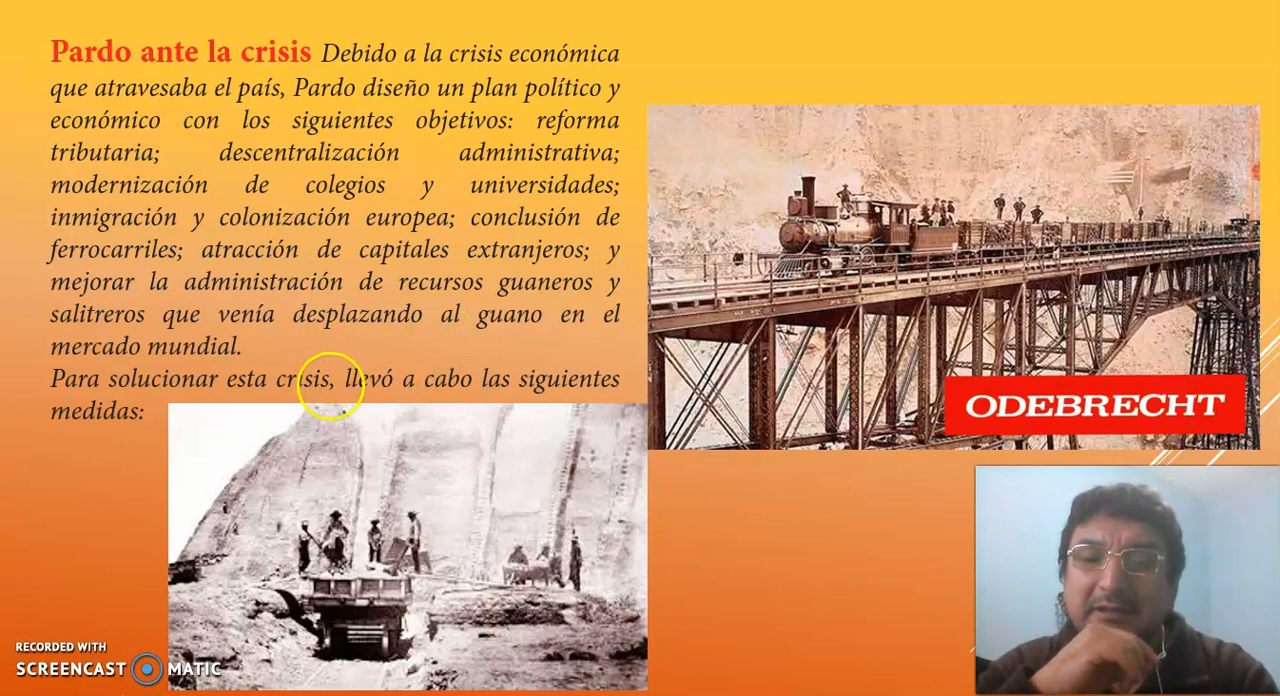 Pardo ante la crisis Debido a la crisis económica
que atravesaba el país, Pardo diseño un plan político y
económico con los siguientes objetivos: reforma
tributaria; descentralización administrativa;
modernización de colegios y universidades;
inmigración y colonización europea; conclusión de
ferrocarriles; atracción de capitales extranjeros; y
mejorar la administración de recursos guaneros y
salitreros que venía desplazando al guano en el
mercado mundial.
Para solucionar esta crisis, llevó a cabo las siguientes
medidas:
ODEBRECHT
RECORDED WITH
SCREENCAST MATIC